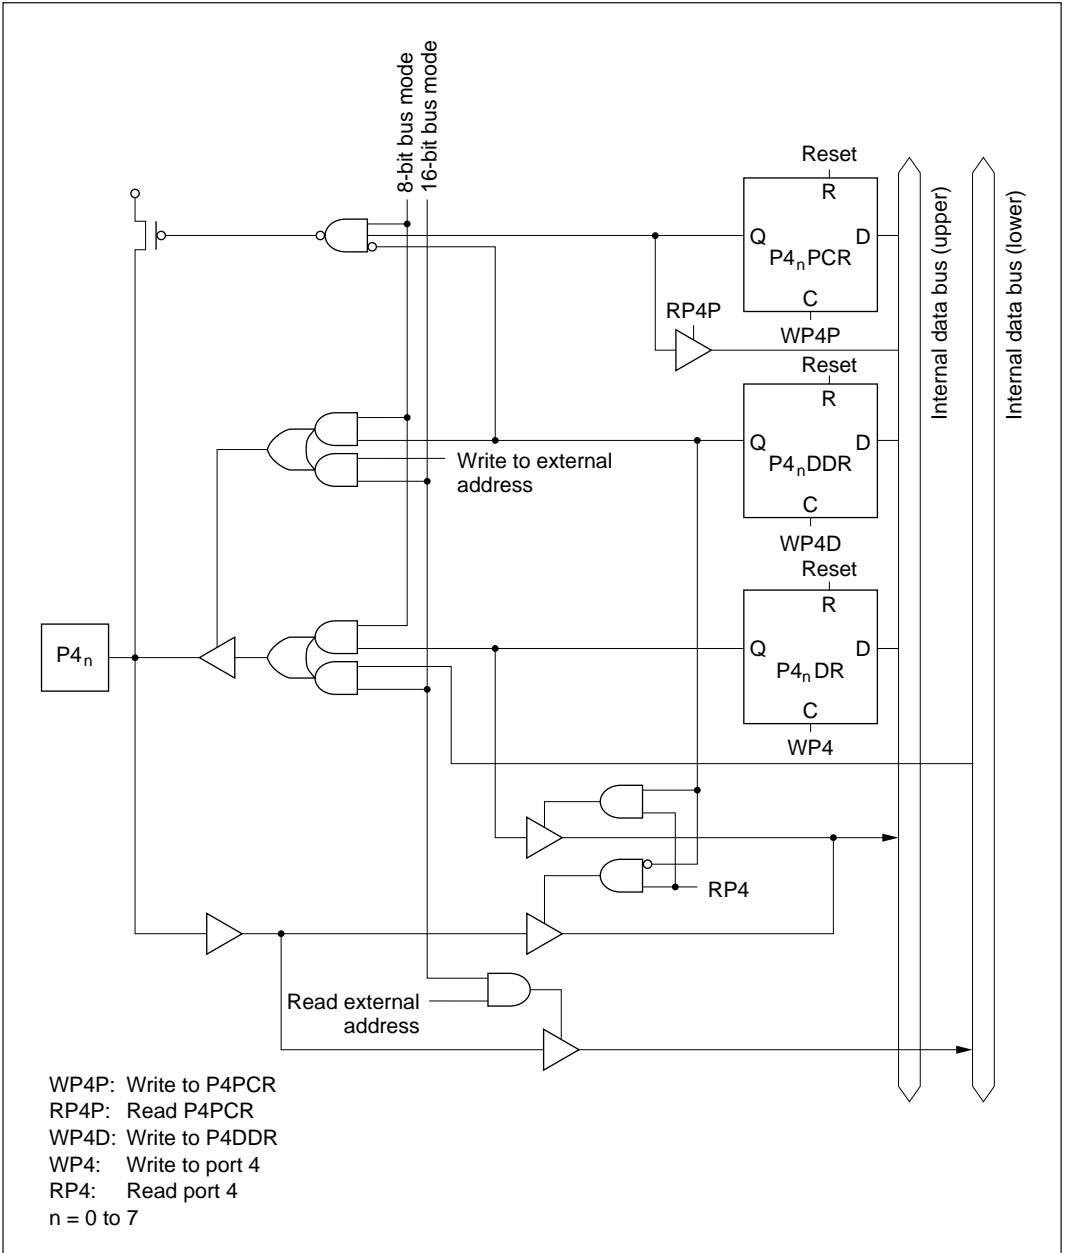 8-bit bus mode
16-bit bus mode
Reset
R
Q
D
P4nPCR
C
WP4P
RP4P
Internal data bus (upper)
Internal data bus (lower)
Reset
R
Q
D
P4nDDR
C
WP4D
Write to external
address
Reset
R
Q
D
P4nDR
C
WP4
P4n
RP4
Read external
address
WP4P: Write to P4PCR
RP4P: Read P4PCR
WP4D: Write to P4DDR
WP4: Write to port 4
RP4: Read port 4
n = 0 to 7